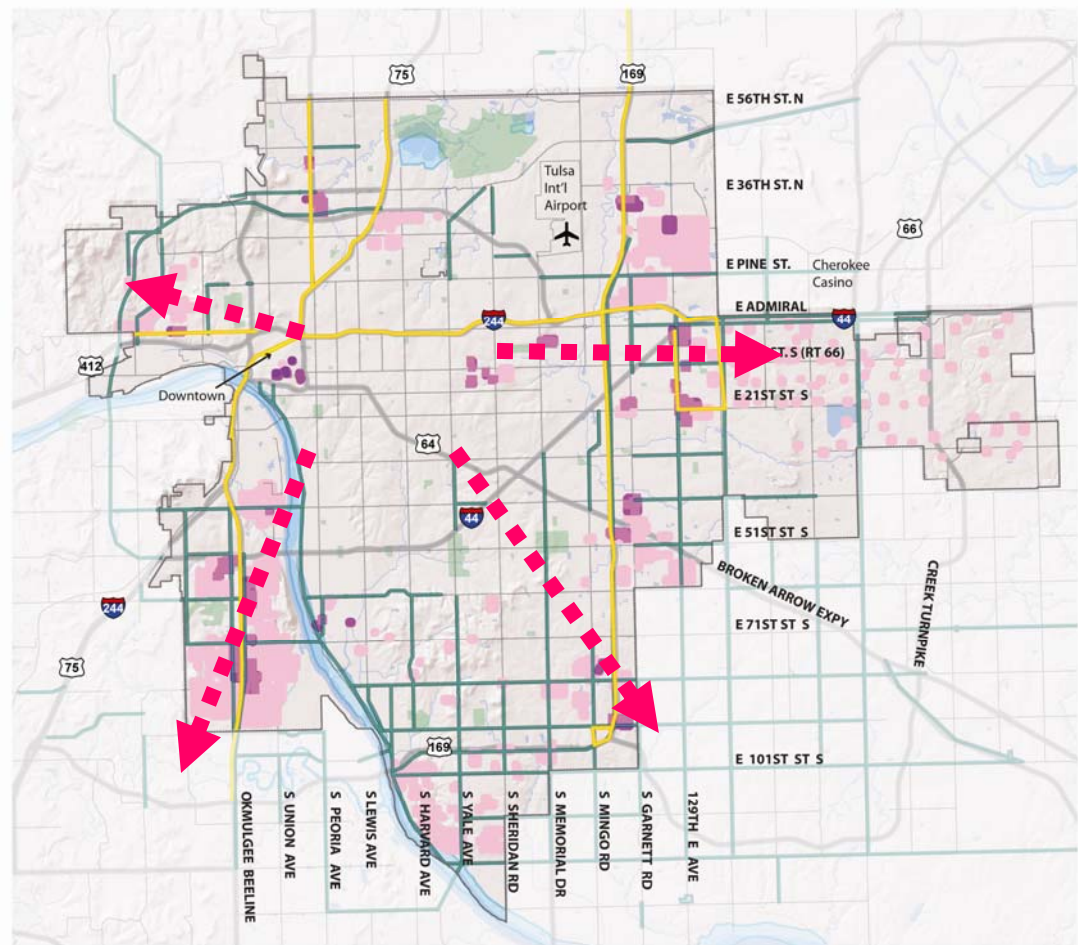 75
169
E 56TH ST. N
Tulsa
Int'l
Airport
E 36TH ST. N
66
E PINE ST.
Cherokee
Casino
E ADMIRAL
244
44
ST. S (RT 66)
412
Downtown
E 21ST ST S
64
44
E 51ST ST S
BROKEN ARROW EXPY
CREEK TURNPIKE
244
E 71ST ST S
75
169
E 101ST ST S
OKMULGEE BEELINE
S UNION AVE
S PEORIA AVE
S LEWIS AVE
S HARVARD AVE
S YALE AVE
S SHERIDAN RD
S MEMORIAL DR
S MINGO RD
S GARNETT RD
129TH E AVE